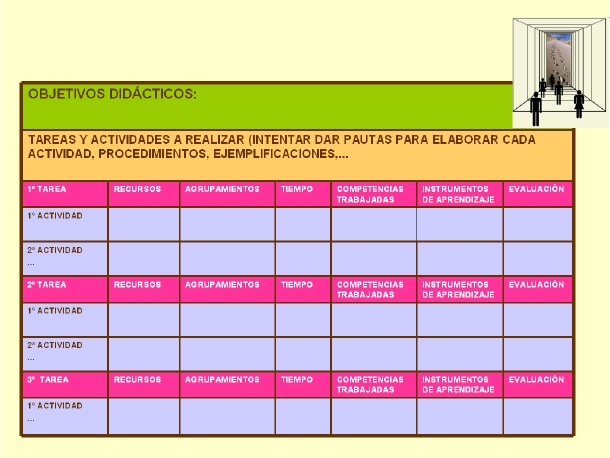 OBJETIVOS DIDÁCTICOS:
TAREAS Y ACTIVIDADES A REALIZAR (INTENTAR DAR PAUTAS PARA ELABORAR CADA
ACTIVIDAD, PROCEDIMIENTOS, EJEMPLIFICACIONES,...
1ª TAREA RECURSOS AGRUPAMIENTOS TIEMPO COMPETENCIAS TRABAJADAS INSTRUMENTOS DE APRENDIZAJE EVALUACIÓN
1ª ACTIVIDAD
2ª ACTIVIDAD
...
2ª TAREA RECURSOS AGRUPAMIENTOS TIEMPO COMPETENCIAS TRABAJADAS INSTRUMENTOS DE APRENDIZAJE EVALUACIÓN
1ª ACTIVIDAD
2ª ACTIVIDAD
...
3ª TAREA RECURSOS AGRUPAMIENTOS TIEMPO COMPETENCIAS TRABAJADAS INSTRUMENTOS DE APRENDIZAJE EVALUACIÓN
1ª ACTIVIDAD
...